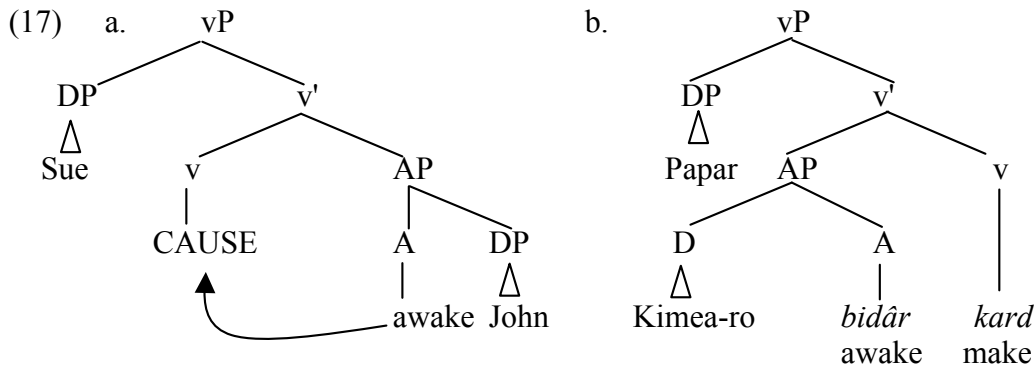 (17) a. vP b. vP
DP v' DP v'
Sue v AP Papar AP v
CAUSE A DP D A
awake John Kimea-ro bidâr kard
awake make